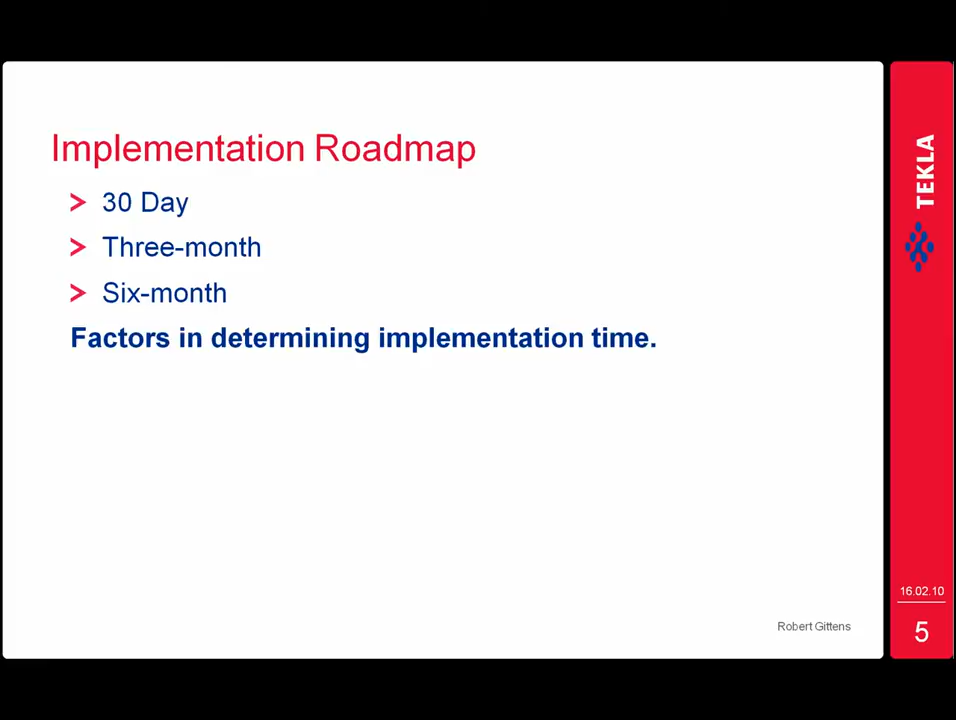 Implementation Roadmap
> 30 Day
> Three-month
> Six-month
Factors in determining implementation time.
Robert Gittens
TEKLA
16.02.10
5